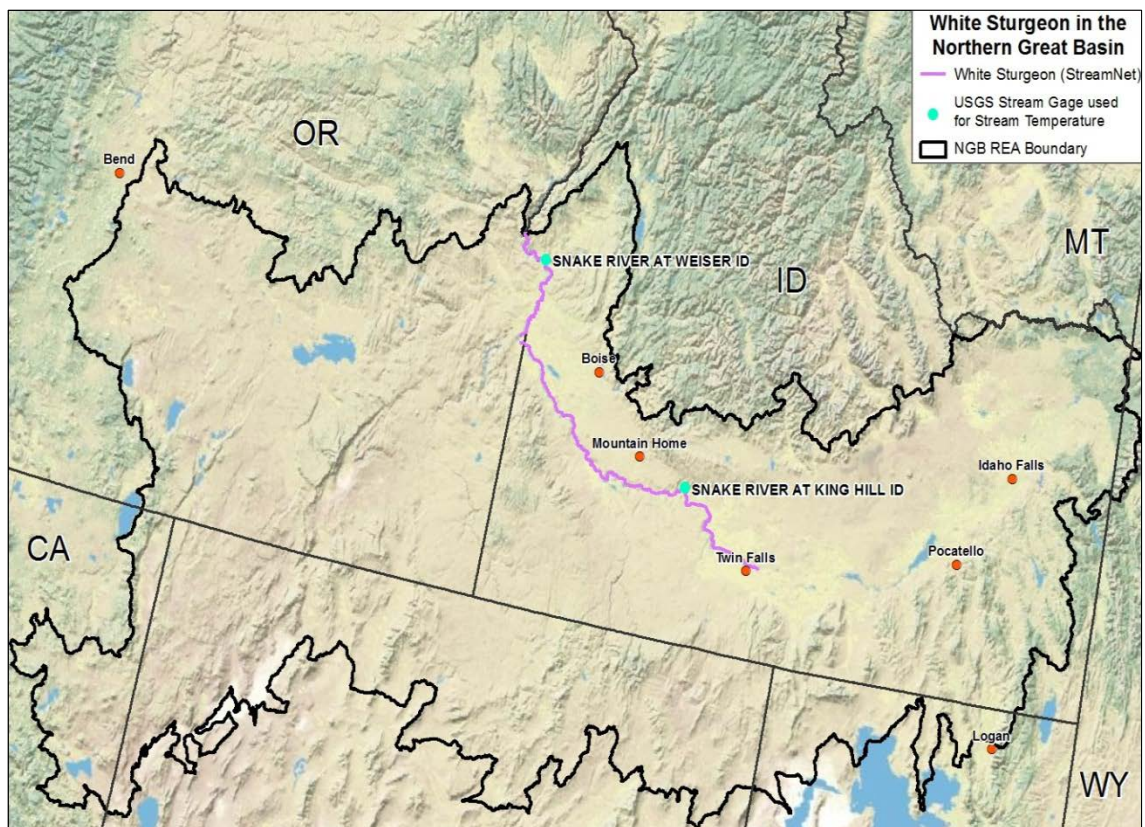 White Sturgeon in the
Northern Great Basin
White Sturgeon (StreamNet)
USGS Stream Gage used
for Stream Temperature
NGB REA Boundary
OR
Bend
MT
SNAKE RIVER AT WEISER ID
ID
Boise
Mountain Home
Idaho Falls
SNAKE RIVER AT KING HILL ID
CA
Twin Falls
Pocatello
Logan
WY